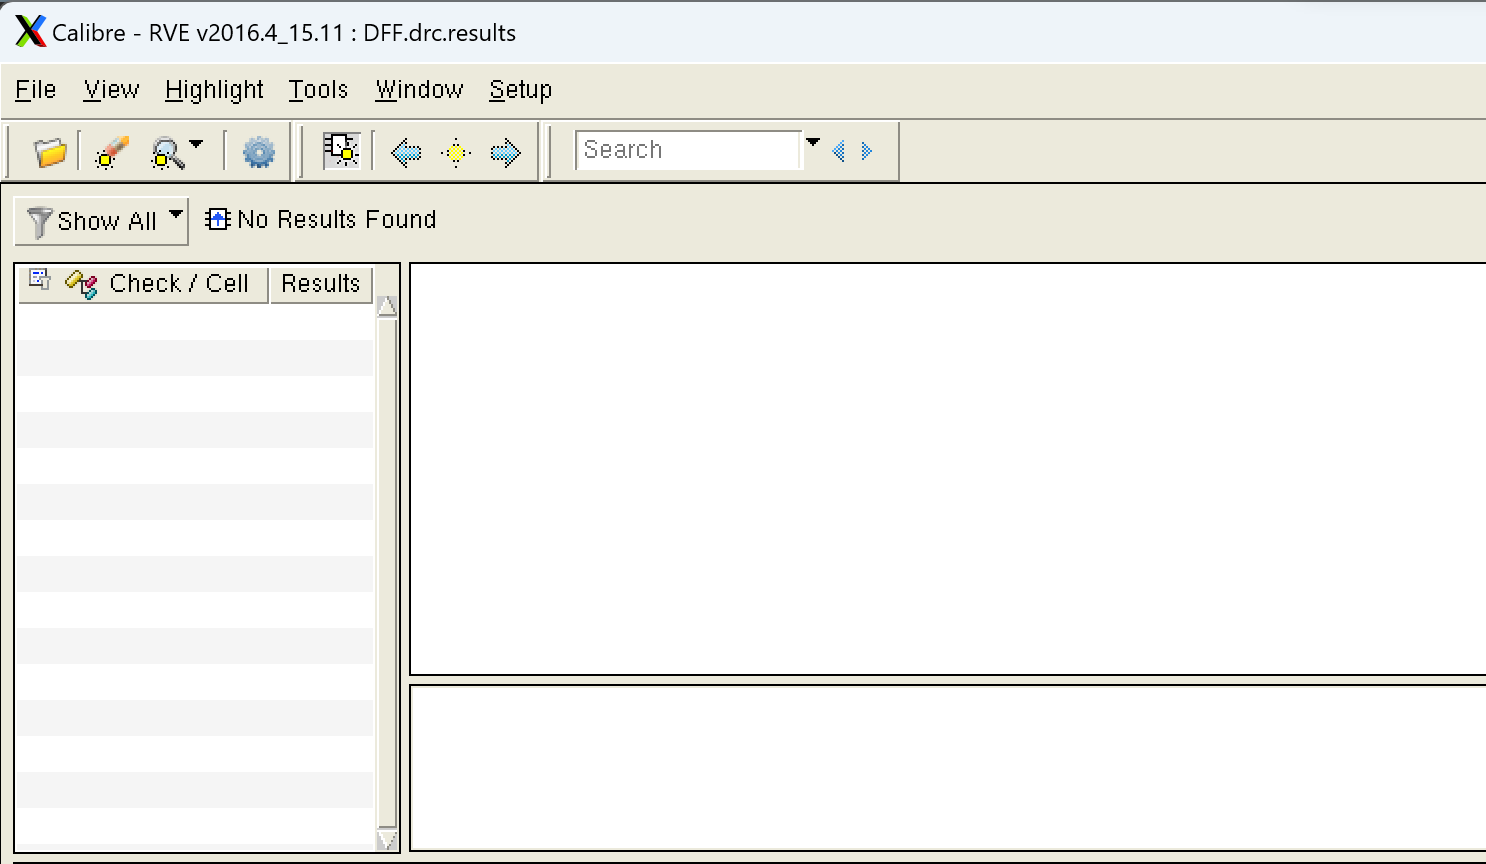 Calibre - RVE v2016.4_15.11 : DFF.drc.results
File View Highlight Tools Window Setup
Search
Show All No Results Found
Check / Cell Results